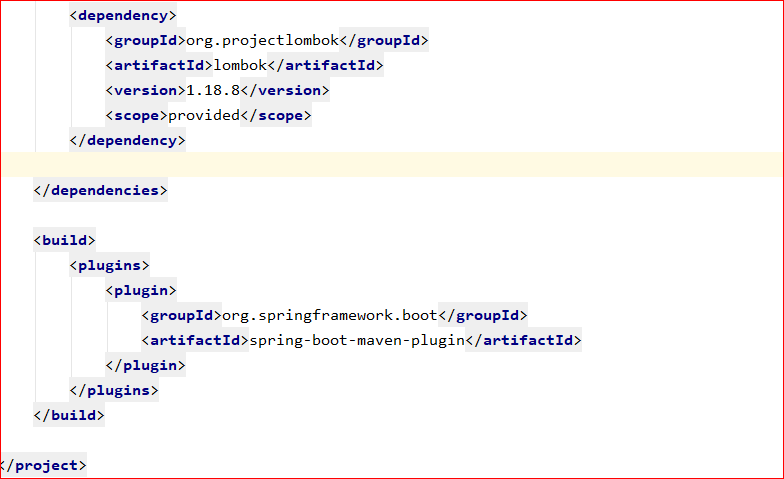 <dependency>
<groupId>org.projectlombok</groupId>
<artifactId>lombok</artifactId>
<version>1.18.8</version>
<scope>provided</scope>
</dependency>
</dependencies>
<build>
<plugins>
<plugin>
<groupId>org.springframework.boot</groupId>
<artifactId>spring-boot-maven-plugin</artifactId>
</plugin>
</plugins>
</build>
</project>